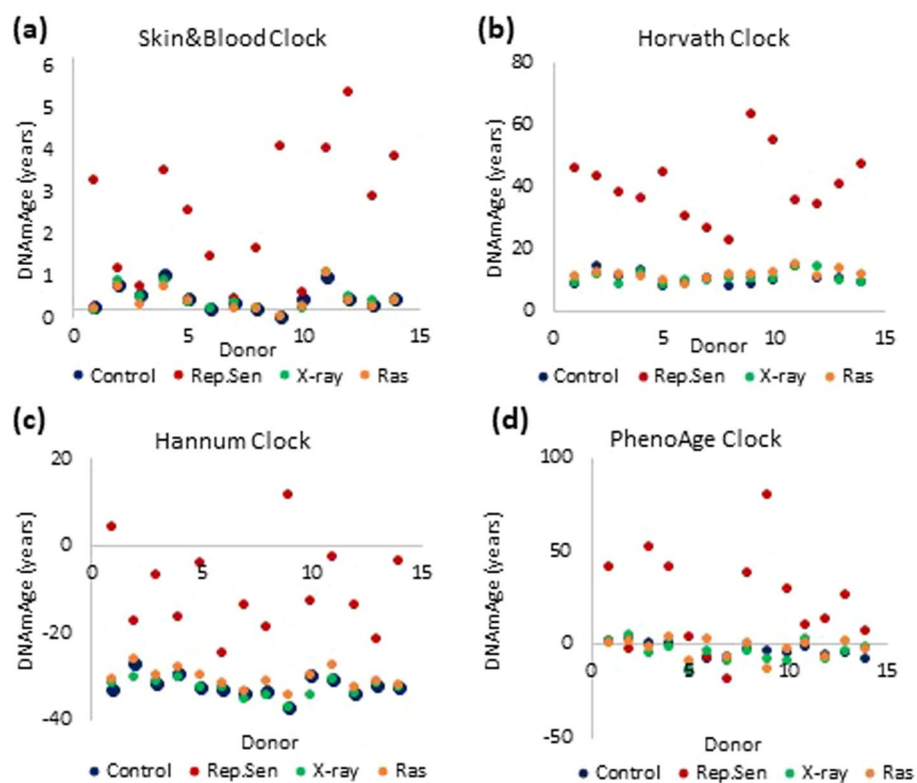 (a)
Skin&Blood Clock
DNAmAge (years)
6
5
4
3
2
1
0
0
5
10
15
Donor
Control Rep.Sen X-ray Ras
(b)
Horvath Clock
DNAmAge (years)
80
60
40
20
0
0
5
10
15
Donor
Control Rep.Sen X-ray Ras
(c)
Hannum Clock
DNAmAge (years)
20
0
-20
-40
0
5
10
15
Donor
Control Rep.Sen X-ray Ras
(d)
PhenoAge Clock
DNAmAge (years)
100
50
0
-50
0
5
10
15
Donor
Control Rep.Sen X-ray Ras